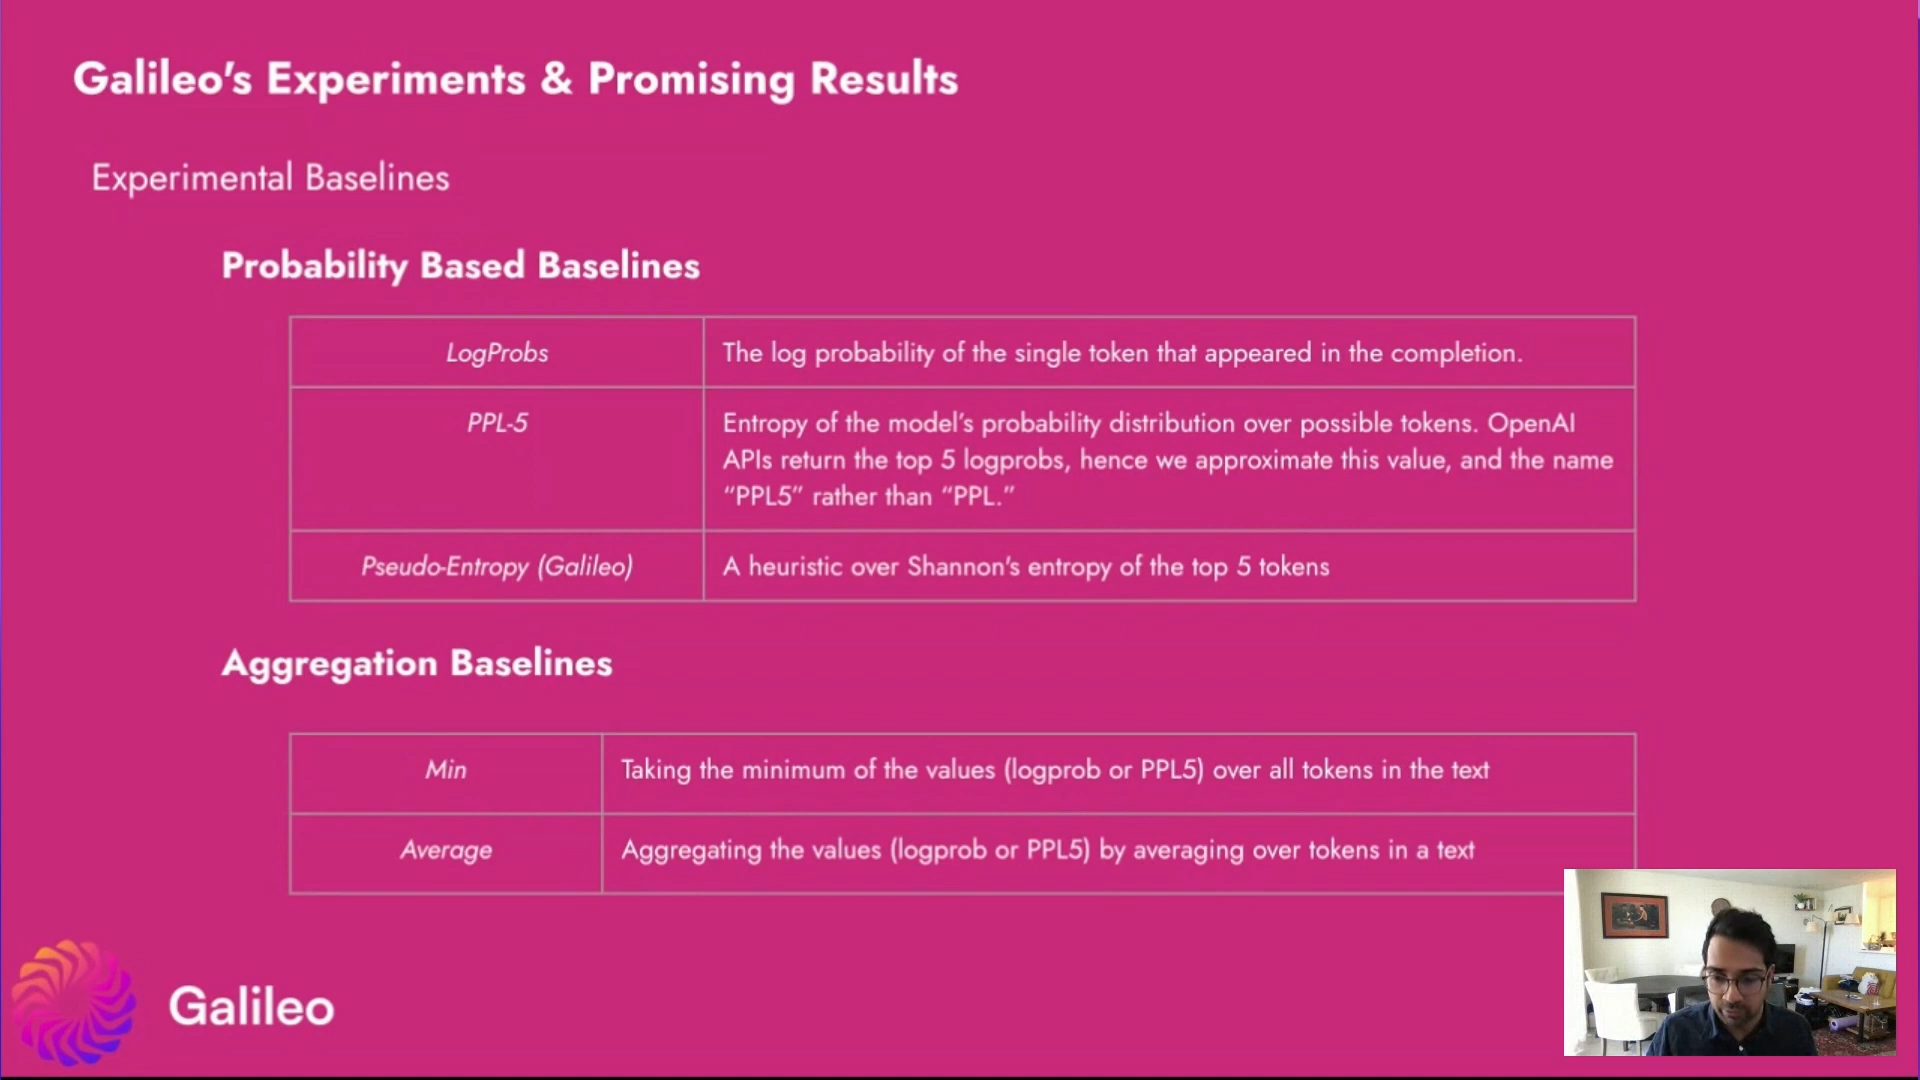 Galileo's Experiments & Promising Results
Experimental Baselines
Probability Based Baselines
LogProbs
The log probability of the single token that appeared in the completion.
PPL-5
Entropy of the model's probability distribution over possible tokens. OpenAI
APIs return the top 5 logprobs, hence we approximate this value, and the name
“PPL5” rather than “PPL.”
Pseudo-Entropy (Galileo)
A heuristic over Shannon's entropy of the top 5 tokens
Aggregation Baselines
Min
Taking the minimum of the values (logprob or PPL5) over all tokens in the text
Average
Aggregating the values (logprob or PPL5) by averaging over tokens in a text
Galileo